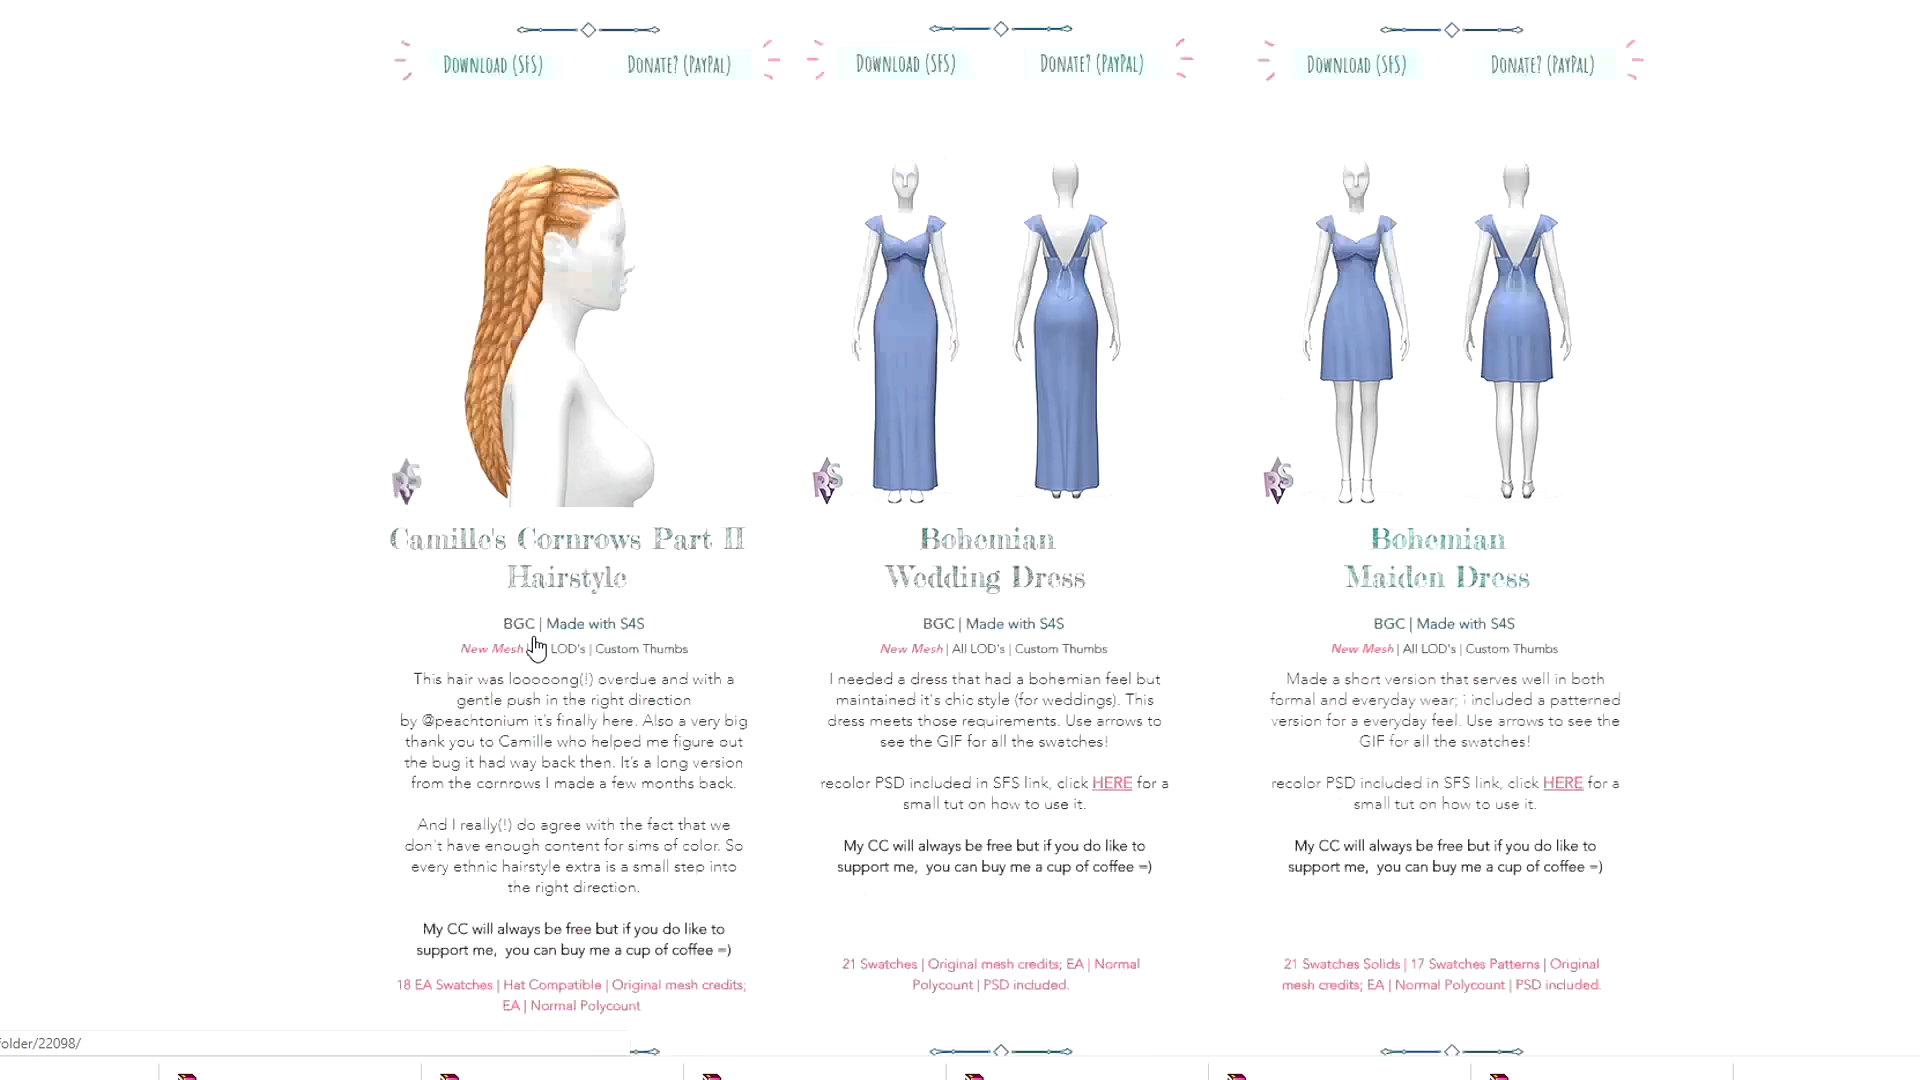 Download (SFS)
Donate? (PayPal)
Download (SFS)
Donate? (PayPal)
Download (SFS)
Donate? (PayPal)
RS
Camille's Cornrows Part II
Hairstyle
BGC | Made with S4S
New Mesh LOD's | Custom Thumbs
This hair was looooong(!) overdue and with a
gentle push in the right direction
by @peachtonium it's finally here. Also a very big
thank you to Camille who helped me figure out
the bug it had way back then. It's a long version
from the cornrows I made a few months back.
And I really(!) do agree with the fact that we
don't have enough content for sims of color. So
every ethnic hairstyle extra is a small step into
the right direction.
My CC will always be free but if you do like to
support me, you can buy me a cup of coffee =)
18 EA Swatches | Hat Compatible | Original mesh credits;
EA | Normal Polycount
RS
Bohemian
Wedding Dress
BGC | Made with S4S
New Mesh | All LOD's | Custom Thumbs
I needed a dress that had a bohemian feel but
maintained it's chic style (for weddings). This
dress meets those requirements. Use arrows to
see the GIF for all the swatches!
recolor PSD included in SFS link, click HERE for a
small tut on how to use it.
My CC will always be free but if you do like to
support me, you can buy me a cup of coffee =)
21 Swatches | Original mesh credits; EA | Normal
Polycount | PSD included.
RS
Bohemian
Maiden Dress
BGC | Made with S4S
New Mesh | All LOD's | Custom Thumbs
Made a short version that serves well in both
formal and everyday wear; i included a patterned
version for a everyday feel. Use arrows to see the
GIF for all the swatches!
recolor PSD included in SFS link, click HERE for a
small tut on how to use it.
My CC will always be free but if you do like to
support me, you can buy me a cup of coffee =)
21 Swatches Solids | 17 Swatches Patterns | Original
mesh credits; EA | Normal Polycount | PSD included.
older/22098/